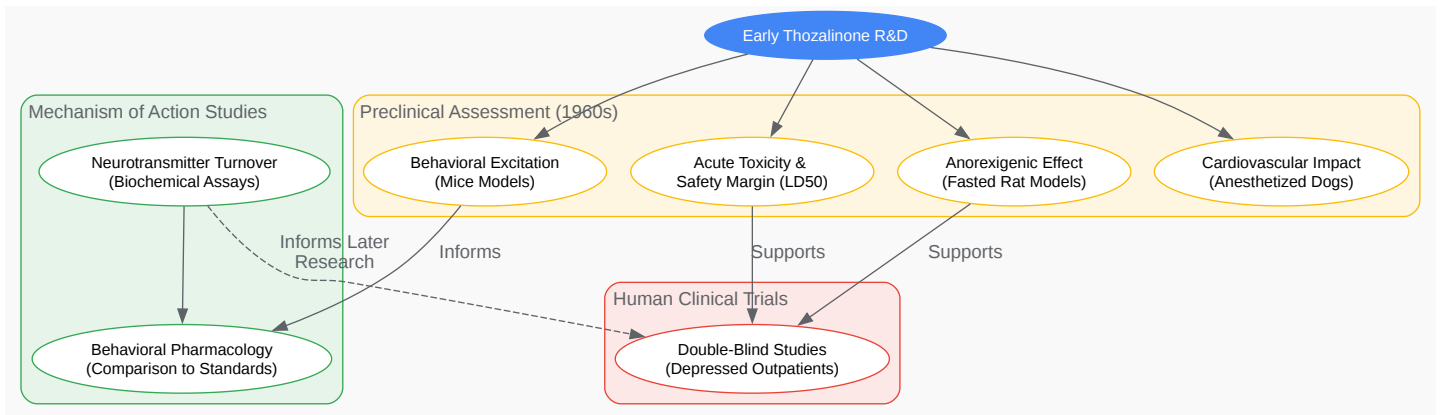 Early Thozalinone R&D
Mechanism of Action Studies
Preclinical Assessment (1960s)
Neurotransmitter Turnover
(Biochemical Assays)
Behavioral Excitation
(Mice Models)
Acute Toxicity &
Safety Margin (LD50)
Anorexigenic Effect
(Fasted Rat Models)
Cardiovascular Impact
(Anesthetized Dogs)
Informs Later
Research
Informs
Supports
Supports
Human Clinical Trials
Behavioral Pharmacology
(Comparison to Standards)
Double-Blind Studies
(Depressed Outpatients)